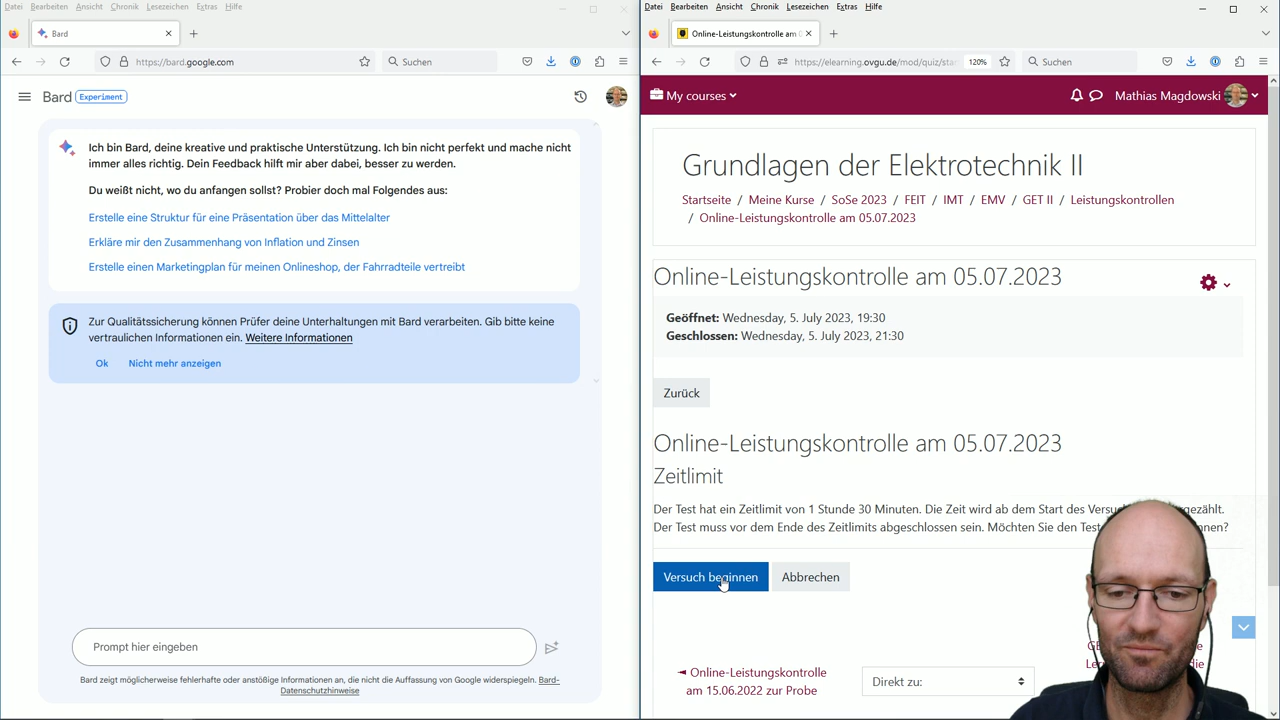 Datei Bearbeiten Ansicht Chronik Lesezeichen Extras Hilfe
Bard
https://bard.google.com
Suchen
Bard Experiment
Ich bin Bard, deine kreative und praktische Unterstützung. Ich bin nicht perfekt und mache nicht
immer alles richtig. Dein Feedback hilft mir aber dabei, besser zu werden.
Du weißt nicht, wo du anfangen sollst? Probier doch mal Folgendes aus:
Erstelle eine Struktur für eine Präsentation über das Mittelalter
Erkläre mir den Zusammenhang von Inflation und Zinsen
Erstelle einen Marketingplan für meinen Onlineshop, der Fahrradteile vertreibt
Zur Qualitätssicherung können Prüfer deine Unterhaltungen mit Bard verarbeiten. Gib bitte keine
vertraulichen Informationen ein. Weitere Informationen
Ok Nicht mehr anzeigen
Prompt hier eingeben
Bard zeigt möglicherweise fehlerhafte oder anstößige Informationen an, die nicht die Auffassung von Google widerspiegeln. Bard-
Datenschutzhinweise
Datei Bearbeiten Ansicht Chronik Lesezeichen Extras Hilfe
Online-Leistungskontrolle am
https://elearning.ovgu.de/mod/quiz/star
120%
Suchen
My courses
Mathias Magdowski
Grundlagen der Elektrotechnik II
Startseite / Meine Kurse / SoSe 2023 / FEIT / IMT / EMV / GET II / Leistungskontrollen
/ Online-Leistungskontrolle am 05.07.2023
Online-Leistungskontrolle am 05.07.2023
Geöffnet: Wednesday, 5. July 2023, 19:30
Geschlossen: Wednesday, 5. July 2023, 21:30
Zurück
Online-Leistungskontrolle am 05.07.2023
Zeitlimit
Der Test hat ein Zeitlimit von 1 Stunde 30 Minuten. Die Zeit wird ab dem Start des
Der Test muss vor dem Ende des Zeitlimits abgeschlossen sein. Möchten Sie den
Versuch beginnen Abbrechen
◄ Online-Leistungskontrolle
am 15.06.2022 zur Probe
Direkt zu: